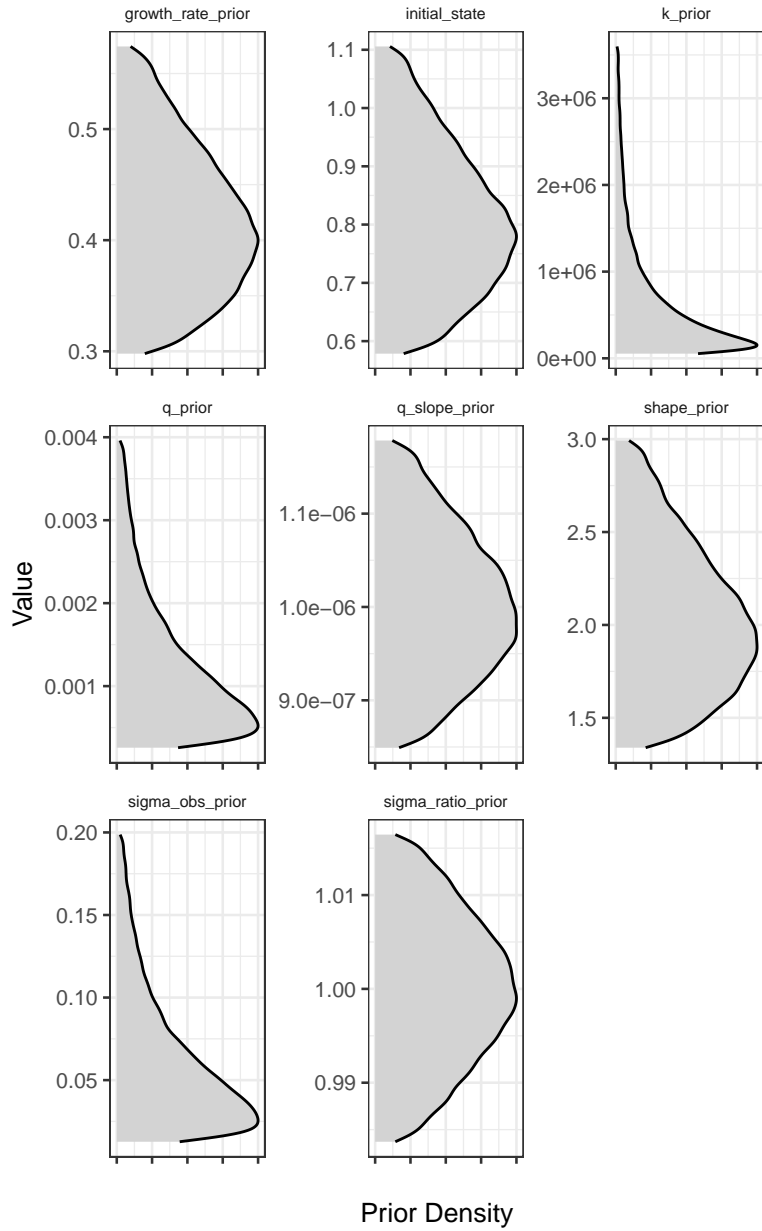 growth_rate_prior
0.5
0.4
0.3
initial_state
1.1
1.0
0.9
0.8
0.7
0.6
k_prior
3e+06
2e+06
1e+06
0e+00
q_prior
0.004
0.003
0.002
0.001
q_slope_prior
1.1e−06
1.0e−06
9.0e−07
shape_prior
3.0
2.5
2.0
1.5
sigma_obs_prior
0.20
0.15
0.10
0.05
sigma_ratio_prior
1.01
1.00
0.99
Value
Prior Density